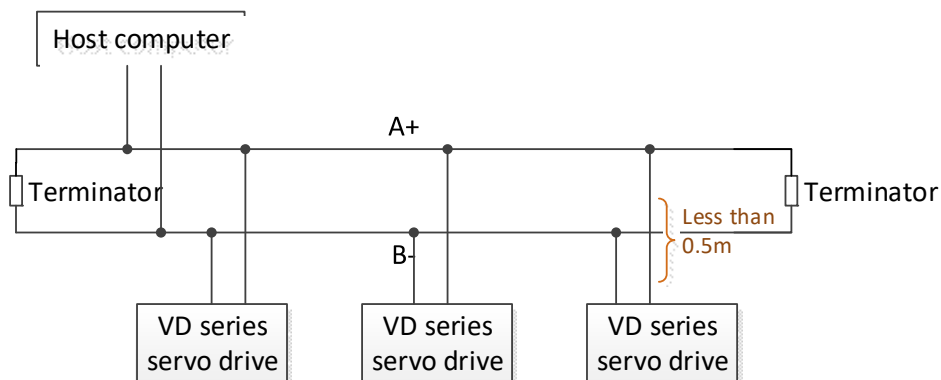 Host computer
A+
Terminator
Terminator
Less than
0.5m
B-
VD series
servo drive
VD series
servo drive
VD series
servo drive